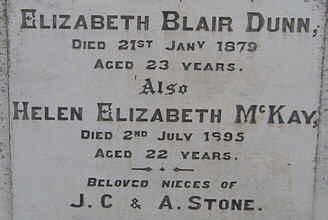 ELIZABETH BLAIR DUNN,
DIED 21ST JANY 1879
AGED 23 YEARS.
Also
HELEN ELIZABETH MCKAY,
DIED 2ND JULY 1895
AGED 22 YEARS.
BELOVED NIECES OF
J. C & A. STONE.